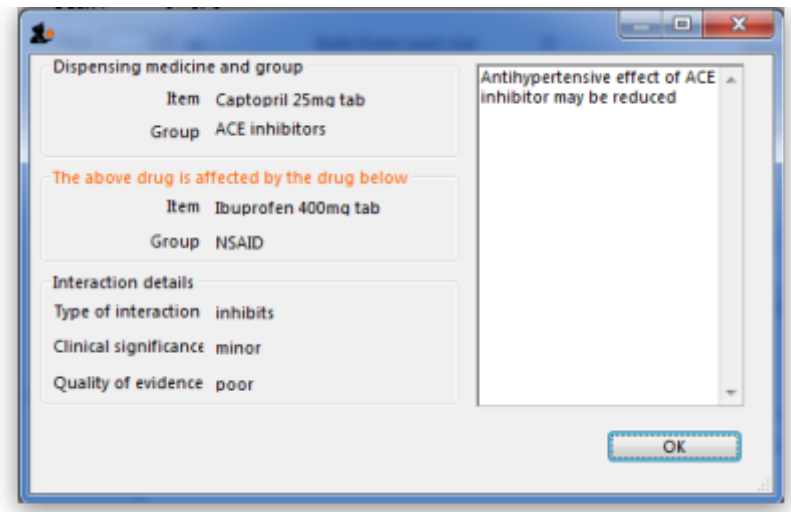 Dispensing medicine and group
Item Captopril 25mg tab
Group ACE inhibitors
The above drug is affected by the drug below
Item Ibuprofen 400mg tab
Group NSAID
Interaction details
Type of interaction inhibits
Clinical significance minor
Quality of evidence poor
Antihypertensive effect of ACE
inhibitor may be reduced
OK